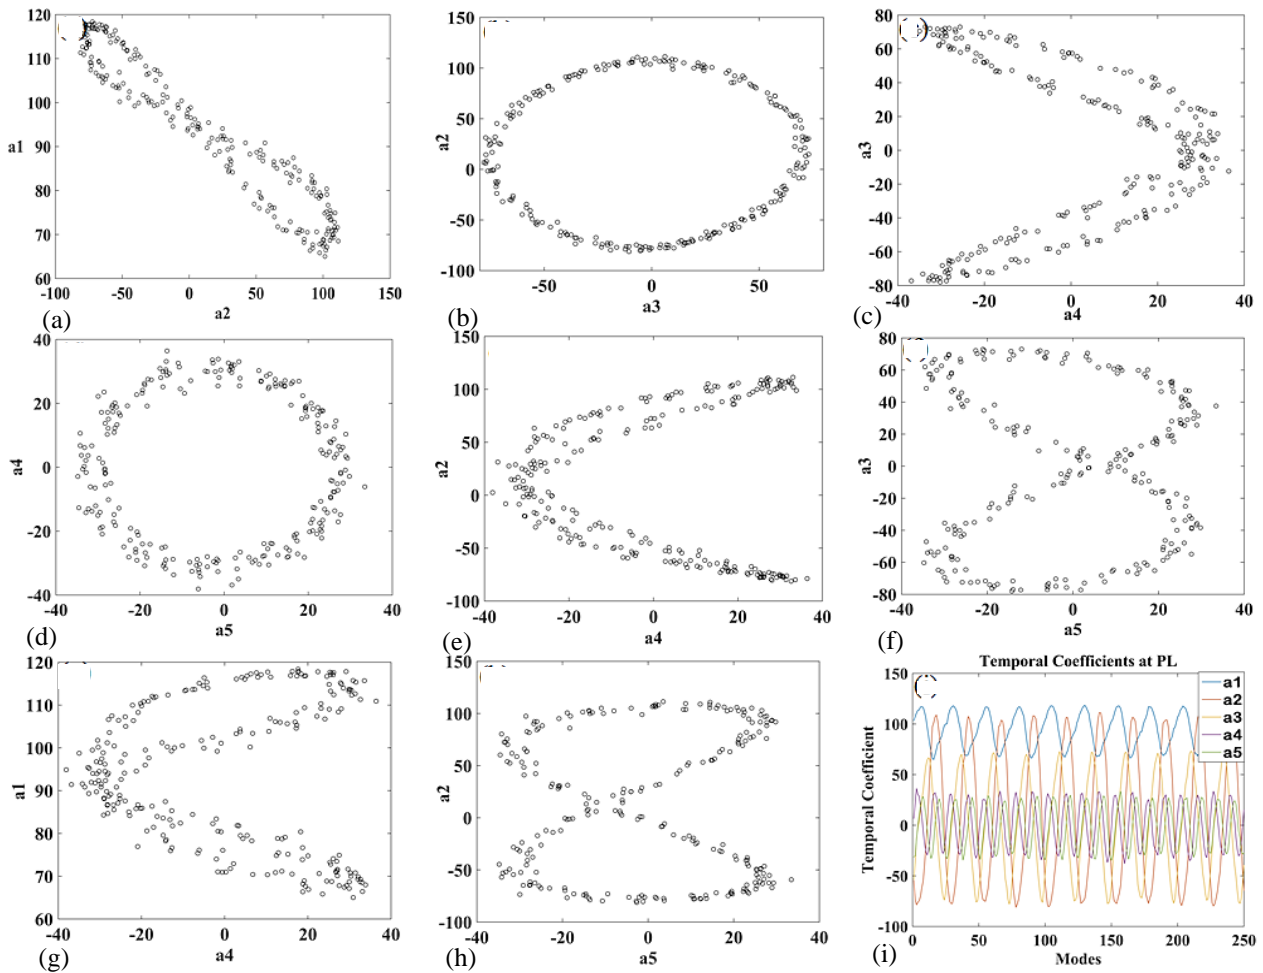 120
110
100
90
80
70
60
a1
-100 -50 0 50 100 150
a2
(a)
150
100
50
0
-50
-100
a2
-50 0 50
a3
(b)
80
60
40
20
0
-20
-40
-60
-80
a3
-40 -20 0 20 40
a4
(c)
40
20
0
-20
-40
a4
-40 -20 0 20 40
a5
(d)
150
100
50
0
-50
-100
a2
-40 -20 0 20 40
a4
(e)
80
60
40
20
0
-20
-40
-60
-80
a3
-40 -20 0 20 40
a5
(f)
120
110
100
90
80
70
60
a1
-40 -20 0 20 40
a4
(g)
150
100
50
0
-50
-100
a2
-40 -20 0 20 40
a5
(h)
Temporal Coefficients at PL
150
100
50
0
-50
-100
Temporal Coefficient
a1
a2
a3
a4
a5
0 50 100 150 200 250
Modes
(i)